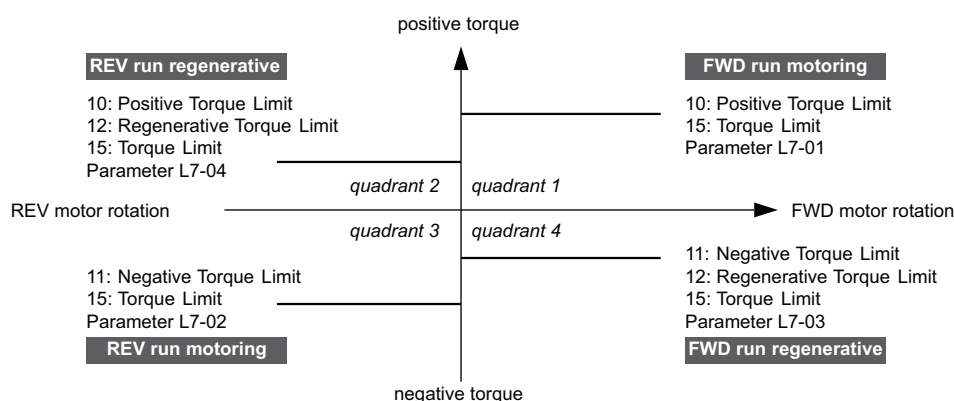 positive torque
REV run regenerative
10: Positive Torque Limit
12: Regenerative Torque Limit
15: Torque Limit
Parameter L7-04
FWD run motoring
10: Positive Torque Limit
15: Torque Limit
Parameter L7-01
quadrant 2
quadrant 1
REV motor rotation
FWD motor rotation
quadrant 3
quadrant 4
11: Negative Torque Limit
15: Torque Limit
Parameter L7-02
REV run motoring
11: Negative Torque Limit
12: Regenerative Torque Limit
15: Torque Limit
Parameter L7-03
FWD run regenerative
negative torque